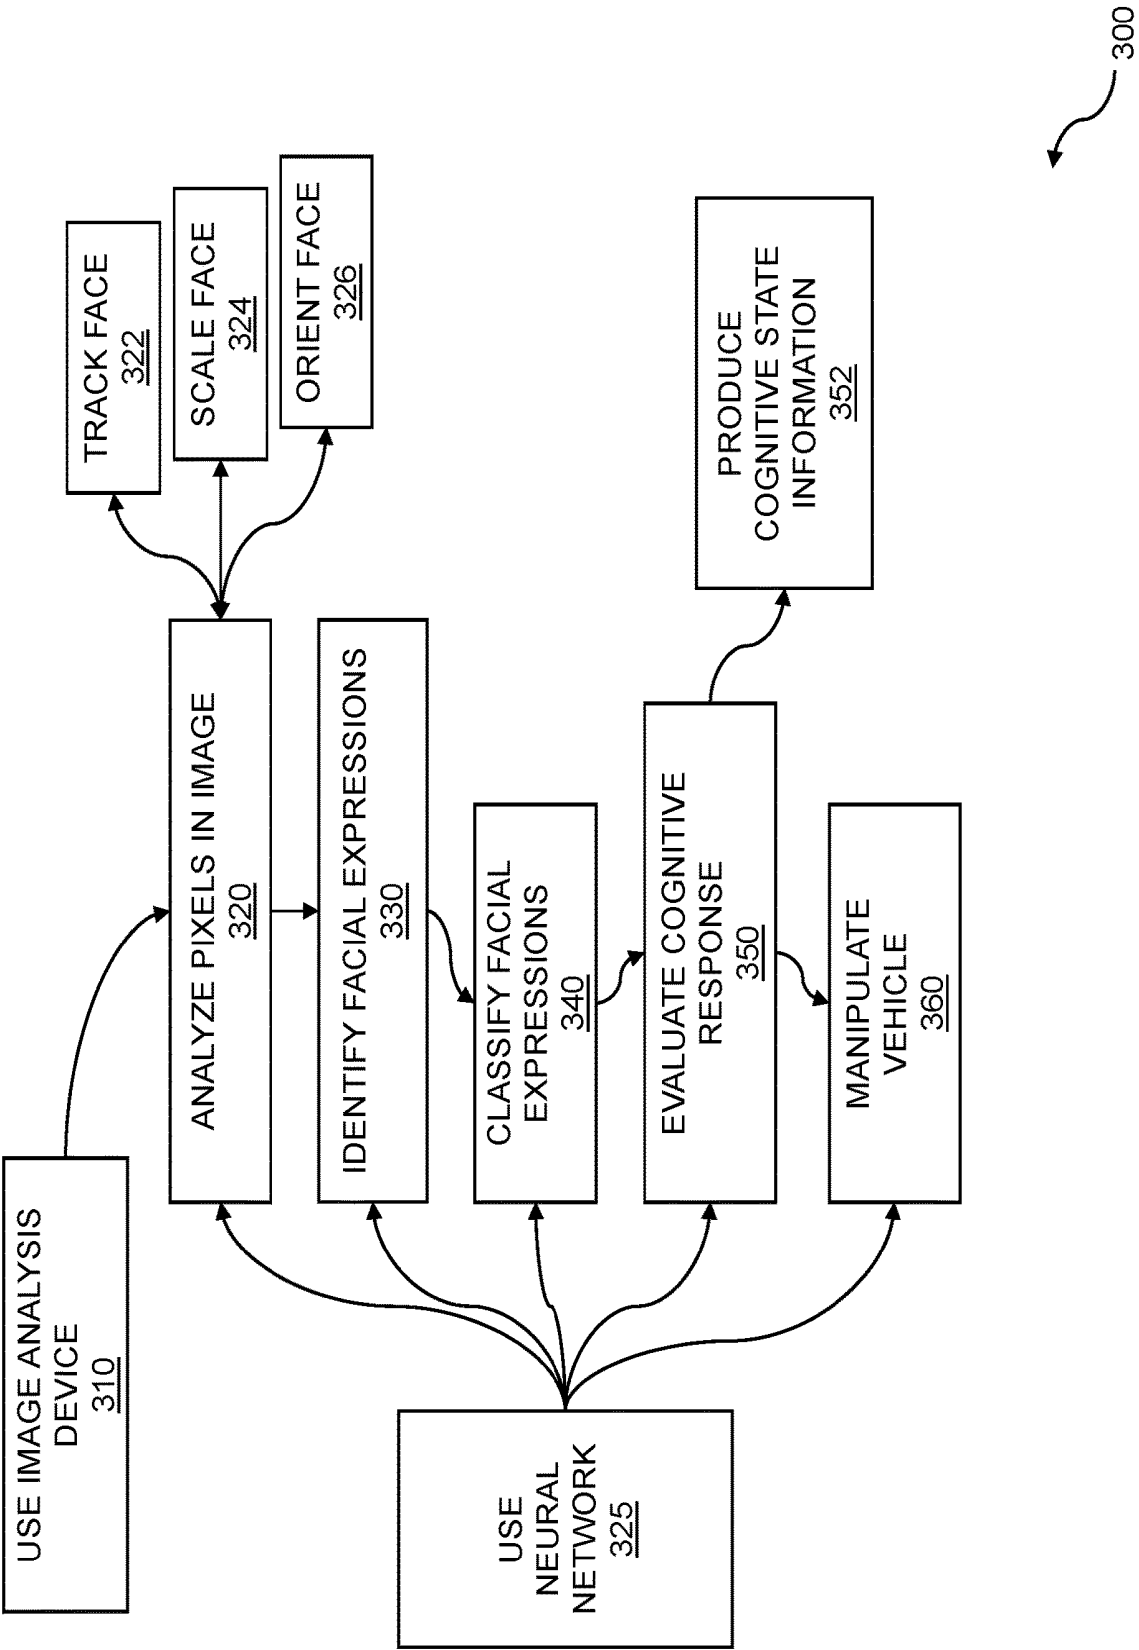 USE IMAGE ANALYSIS
DEVICE
310
ANALYZE PIXELS IN IMAGE
320
TRACK FACE
322
SCALE FACE
324
ORIENT FACE
326
IDENTIFY FACIAL EXPRESSIONS
330
CLASSIFY FACIAL
EXPRESSIONS
340
USE
NEURAL
NETWORK
325
EVALUATE COGNITIVE
RESPONSE
350
PRODUCE
COGNITIVE STATE
INFORMATION
352
MANIPULATE
VEHICLE
360
300